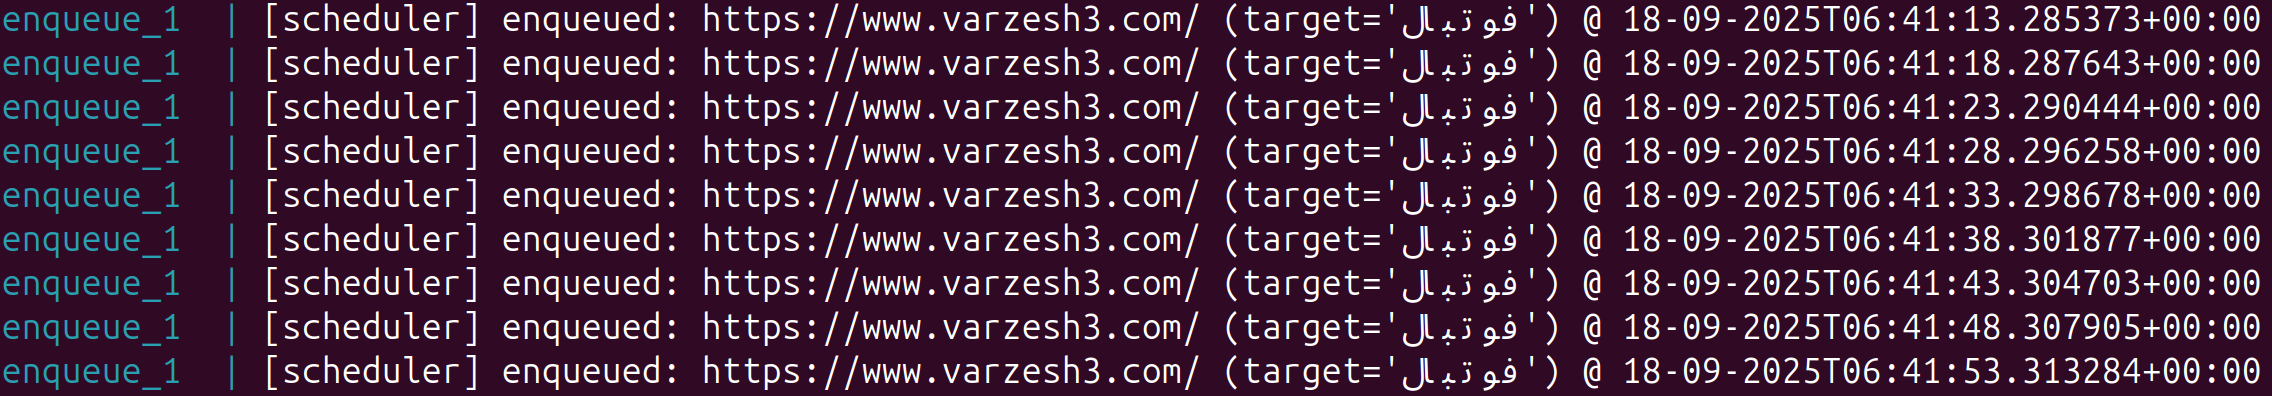 enqueue_1  | [scheduler] enqueued: https://www.varzesh3.com/ (target='فوتبال') @ 18-09-2025T06:41:13.285373+00:00
enqueue_1  | [scheduler] enqueued: https://www.varzesh3.com/ (target='فوتبال') @ 18-09-2025T06:41:18.287643+00:00
enqueue_1  | [scheduler] enqueued: https://www.varzesh3.com/ (target='فوتبال') @ 18-09-2025T06:41:23.290444+00:00
enqueue_1  | [scheduler] enqueued: https://www.varzesh3.com/ (target='فوتبال') @ 18-09-2025T06:41:28.296258+00:00
enqueue_1  | [scheduler] enqueued: https://www.varzesh3.com/ (target='فوتبال') @ 18-09-2025T06:41:33.298678+00:00
enqueue_1  | [scheduler] enqueued: https://www.varzesh3.com/ (target='فوتبال') @ 18-09-2025T06:41:38.301877+00:00
enqueue_1  | [scheduler] enqueued: https://www.varzesh3.com/ (target='فوتبال') @ 18-09-2025T06:41:43.304703+00:00
enqueue_1  | [scheduler] enqueued: https://www.varzesh3.com/ (target='فوتبال') @ 18-09-2025T06:41:48.307905+00:00
enqueue_1  | [scheduler] enqueued: https://www.varzesh3.com/ (target='فوتبال') @ 18-09-2025T06:41:53.313284+00:00